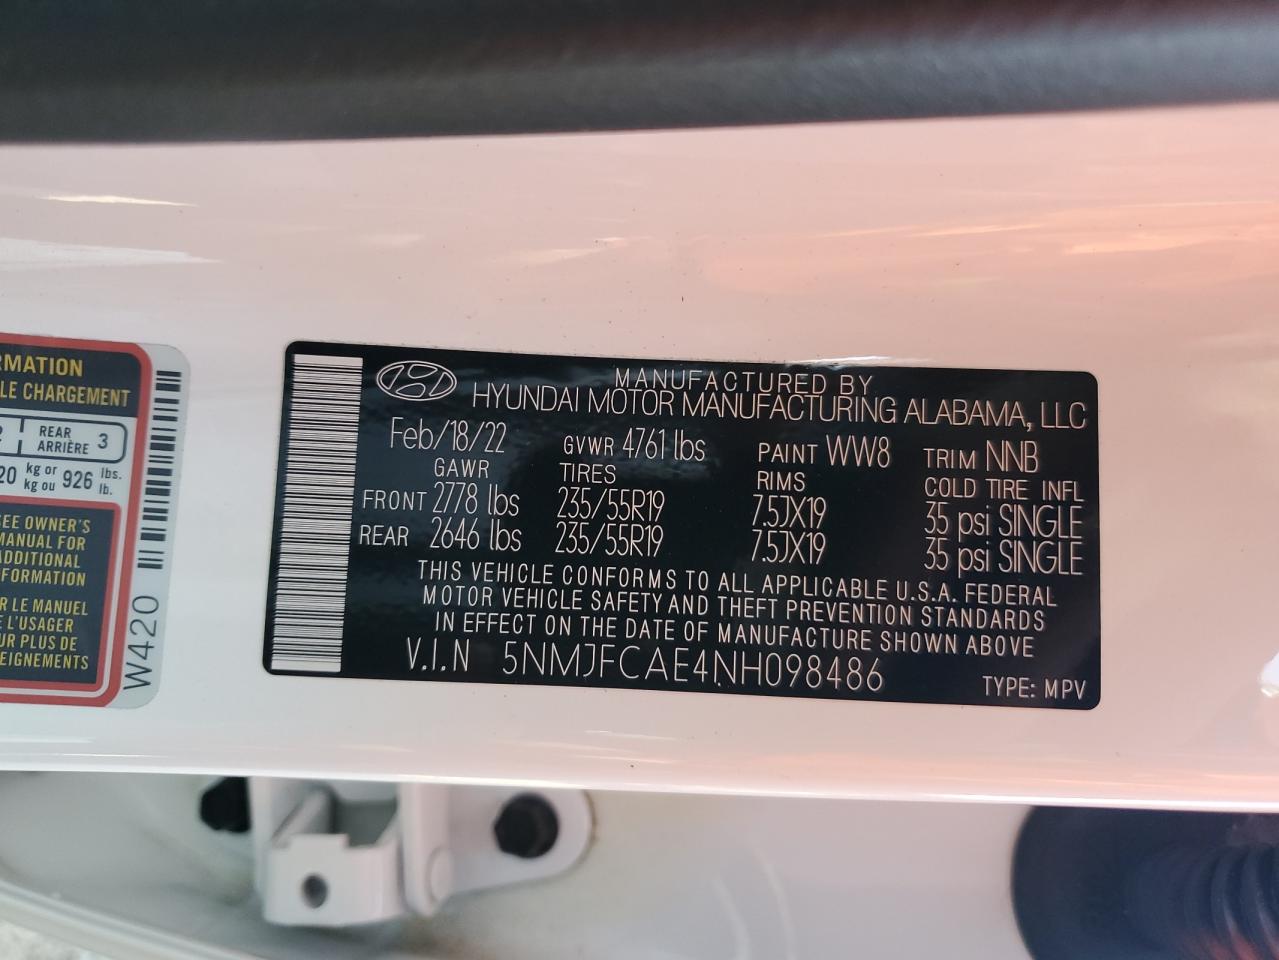 RMATION
LE CHARGEMENT
REAR
ARRIÈRE 3
20 kg or 926 lbs.
kg ou lb.
SEE OWNER'S
MANUAL FOR
ADDITIONAL
FORMATION
R LE MANUEL
E L'USAGER
UR PLUS DE
EIGNEMENTS
W420
MANUFACTURED BY
HYUNDAI MOTOR MANUFACTURING ALABAMA, LLC
Feb/18/22 GVWR 4761 lbs PAINT WW8 TRIM NNB
GAWR TIRES RIMS COLD TIRE INFL
FRONT 2778 lbs 235/55R19 7.5JX19 35 psi SINGLE
REAR 2646 lbs 235/55R19 7.5JX19 35 psi SINGLE
THIS VEHICLE CONFORMS TO ALL APPLICABLE U.S.A. FEDERAL
MOTOR VEHICLE SAFETY AND THEFT PREVENTION STANDARDS
IN EFFECT ON THE DATE OF MANUFACTURE SHOWN ABOVE
V.I.N 5NMJFCAE4NH098486
TYPE: MPV